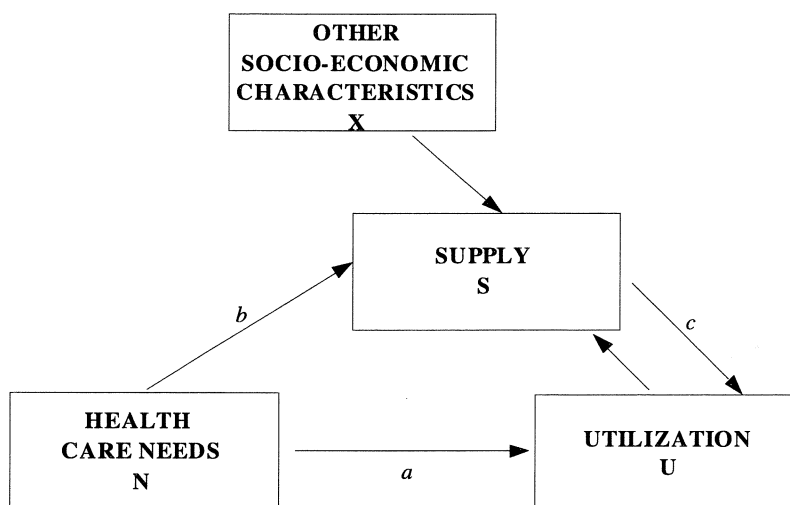 OTHER
SOCIO-ECONOMIC
CHARACTERISTICS
X
SUPPLY
S
b
c
HEALTH
CARE NEEDS
N
a
UTILIZATION
U